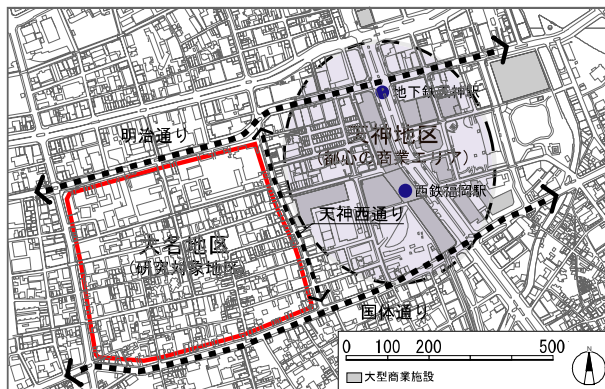 地下鉄天神駅
明治通り
天神地区
(都心の商業エリア)
西鉄福岡駅
天神西通り
大名地区
(研究対象地区)
国体通り
0 100 200 500
大型商業施設
N